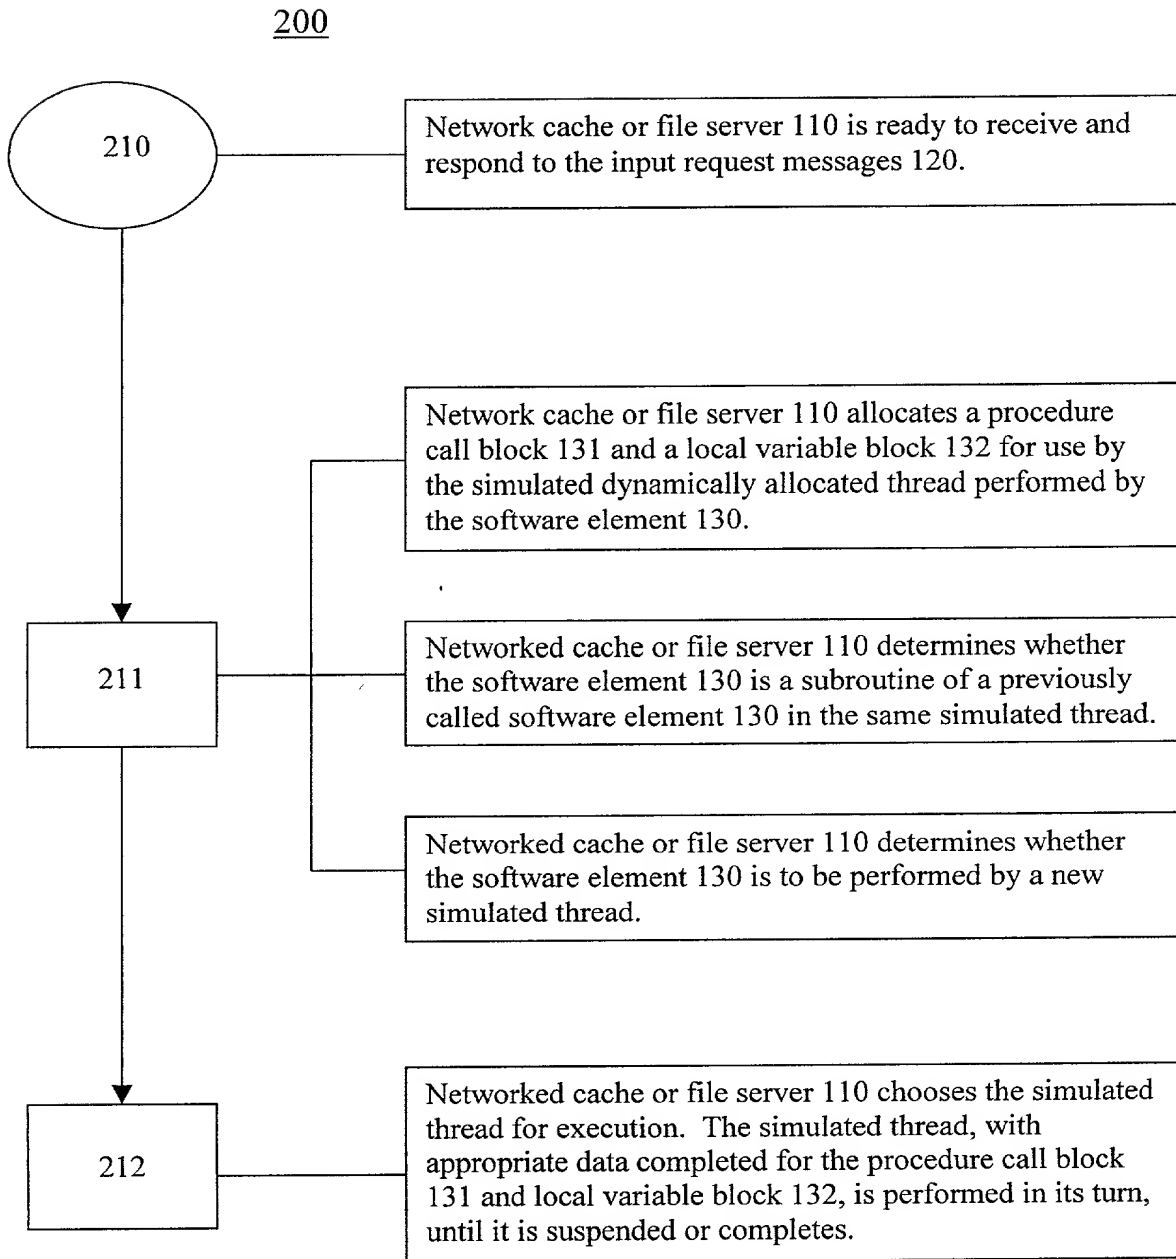 200
210
Network cache or file server 110 is ready to receive and
respond to the input request messages 120.
Network cache or file server 110 allocates a procedure
call block 131 and a local variable block 132 for use by
the simulated dynamically allocated thread performed by
the software element 130.
211
Networked cache or file server 110 determines whether
the software element 130 is a subroutine of a previously
called software element 130 in the same simulated thread.
Networked cache or file server 110 determines whether
the software element 130 is to be performed by a new
simulated thread.
212
Networked cache or file server 110 chooses the simulated
thread for execution.  The simulated thread, with
appropriate data completed for the procedure call block
131 and local variable block 132, is performed in its turn,
until it is suspended or completes.